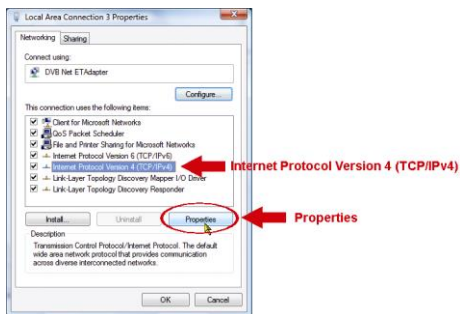 Local Area Connection 3 Properties
Networking Sharing
Connect using:
DVB Net ETAdapter
Configure...
This connection uses the following items:
Client for Microsoft Networks
QoS Packet Scheduler
File and Printer Sharing for Microsoft Networks
Internet Protocol Version 6 (TCP/IPv6)
Internet Protocol Version 4 (TCP/IPv4)
Internet Protocol Version 4 (TCP/IPv4)
Link-Layer Topology Discovery Mapper I/O Driver
Link-Layer Topology Discovery Responder
Install... Uninstall Properties
Properties
Description
Transmission Control Protocol/Internet Protocol. The default
wide area network protocol that provides communication
across diverse interconnected networks.
OK Cancel